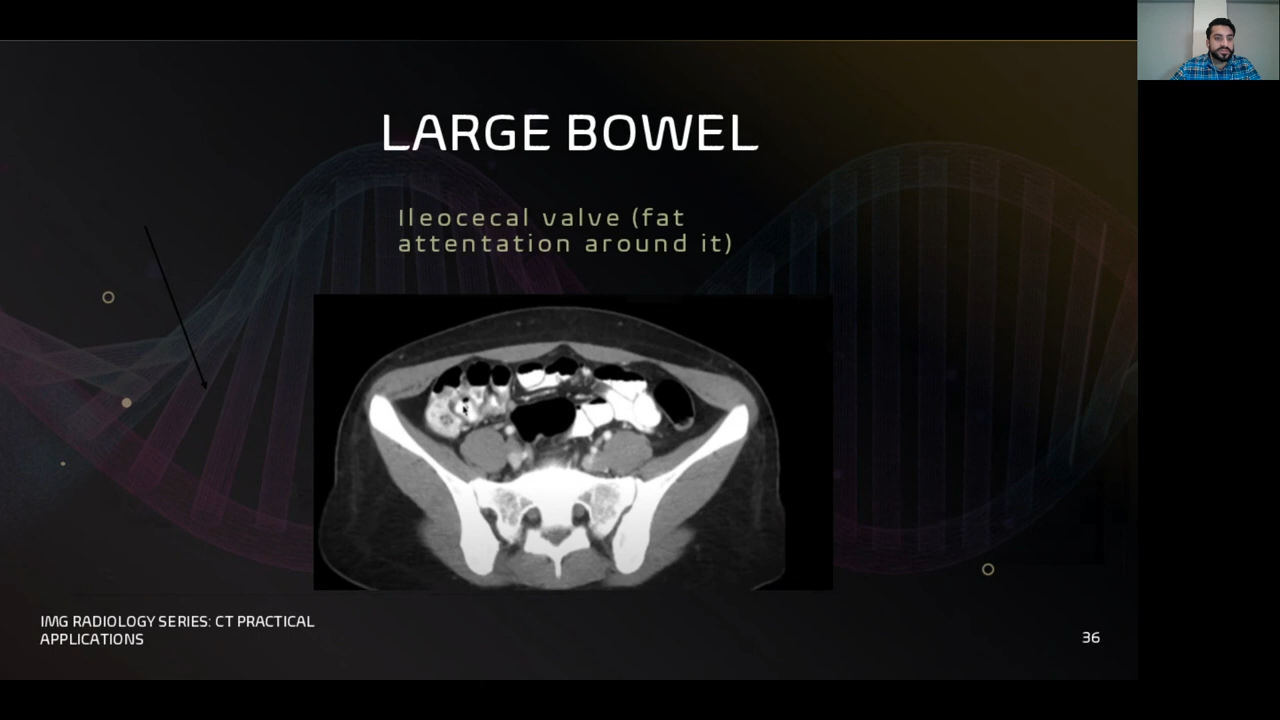 LARGE BOWEL
Ileocecal valve (fat
attentation around it)
IMG RADIOLOGY SERIES: CT PRACTICAL
APPLICATIONS
36